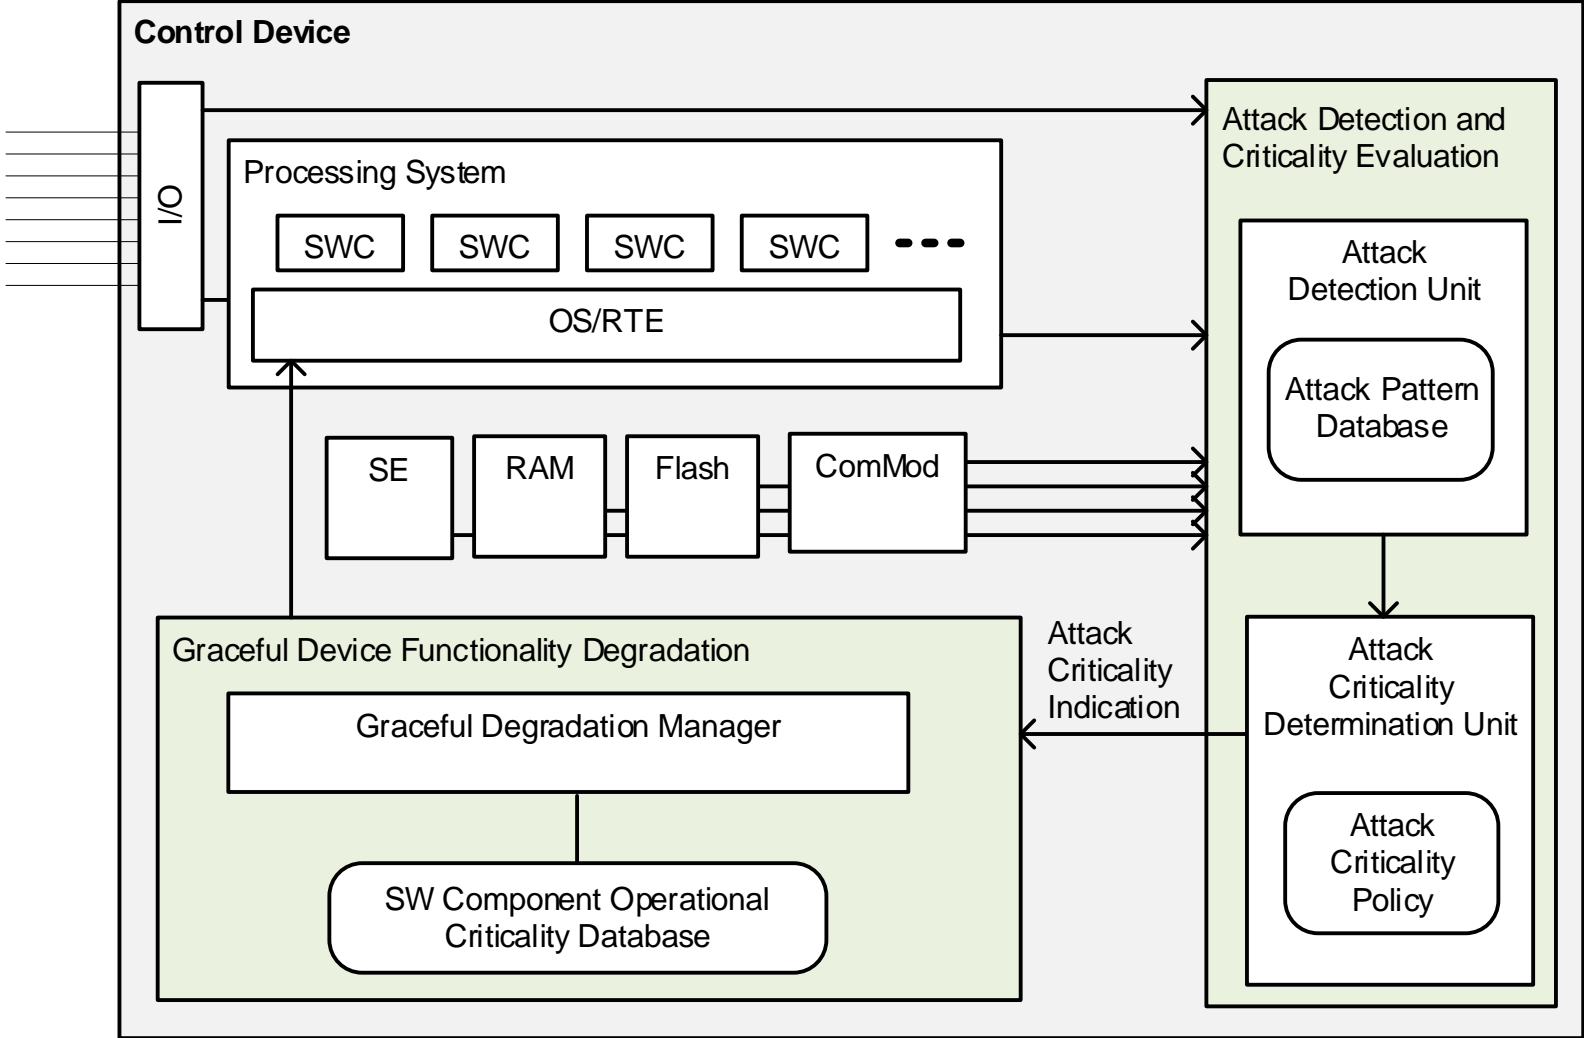 Control Device
I/O
Processing System
SWC
SWC
SWC
SWC
OS/RTE
SE
RAM
Flash
ComMod
Attack Detection and
Criticality Evaluation
Attack
Detection Unit
Attack Pattern
Database
Attack
Criticality
Determination Unit
Attack
Criticality
Policy
Attack
Criticality
Indication
Graceful Device Functionality Degradation
Graceful Degradation Manager
SW Component Operational
Criticality Database